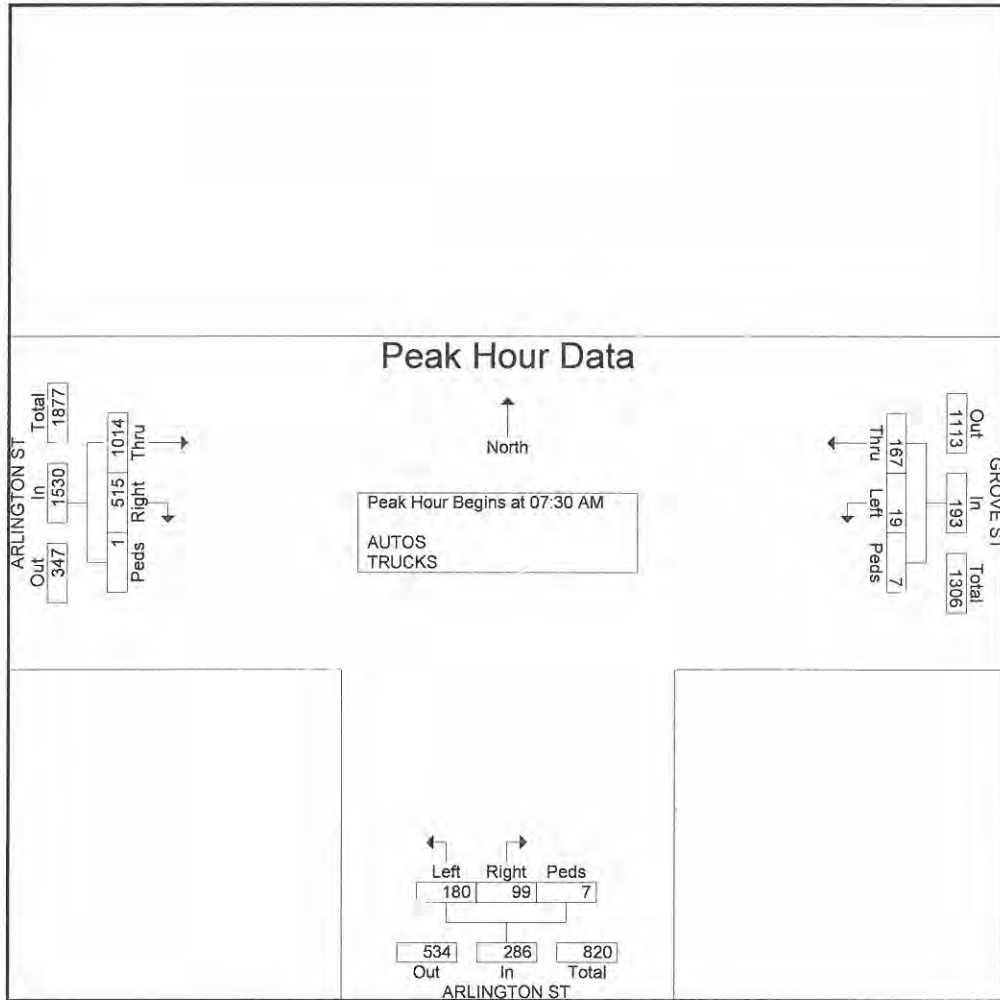 Peak Hour Data
North
Peak Hour Begins at 07:30 AM
AUTOS
TRUCKS
ARLINGTON ST
Out In Total
347 1530 1877
1 515 1014
Peds Right Thru
Out In Total
1113 193 1306
167 19 7
Thru Left Peds
GROVE ST
Left Right Peds
180 99 7
534 286 820
Out In Total
ARLINGTON ST